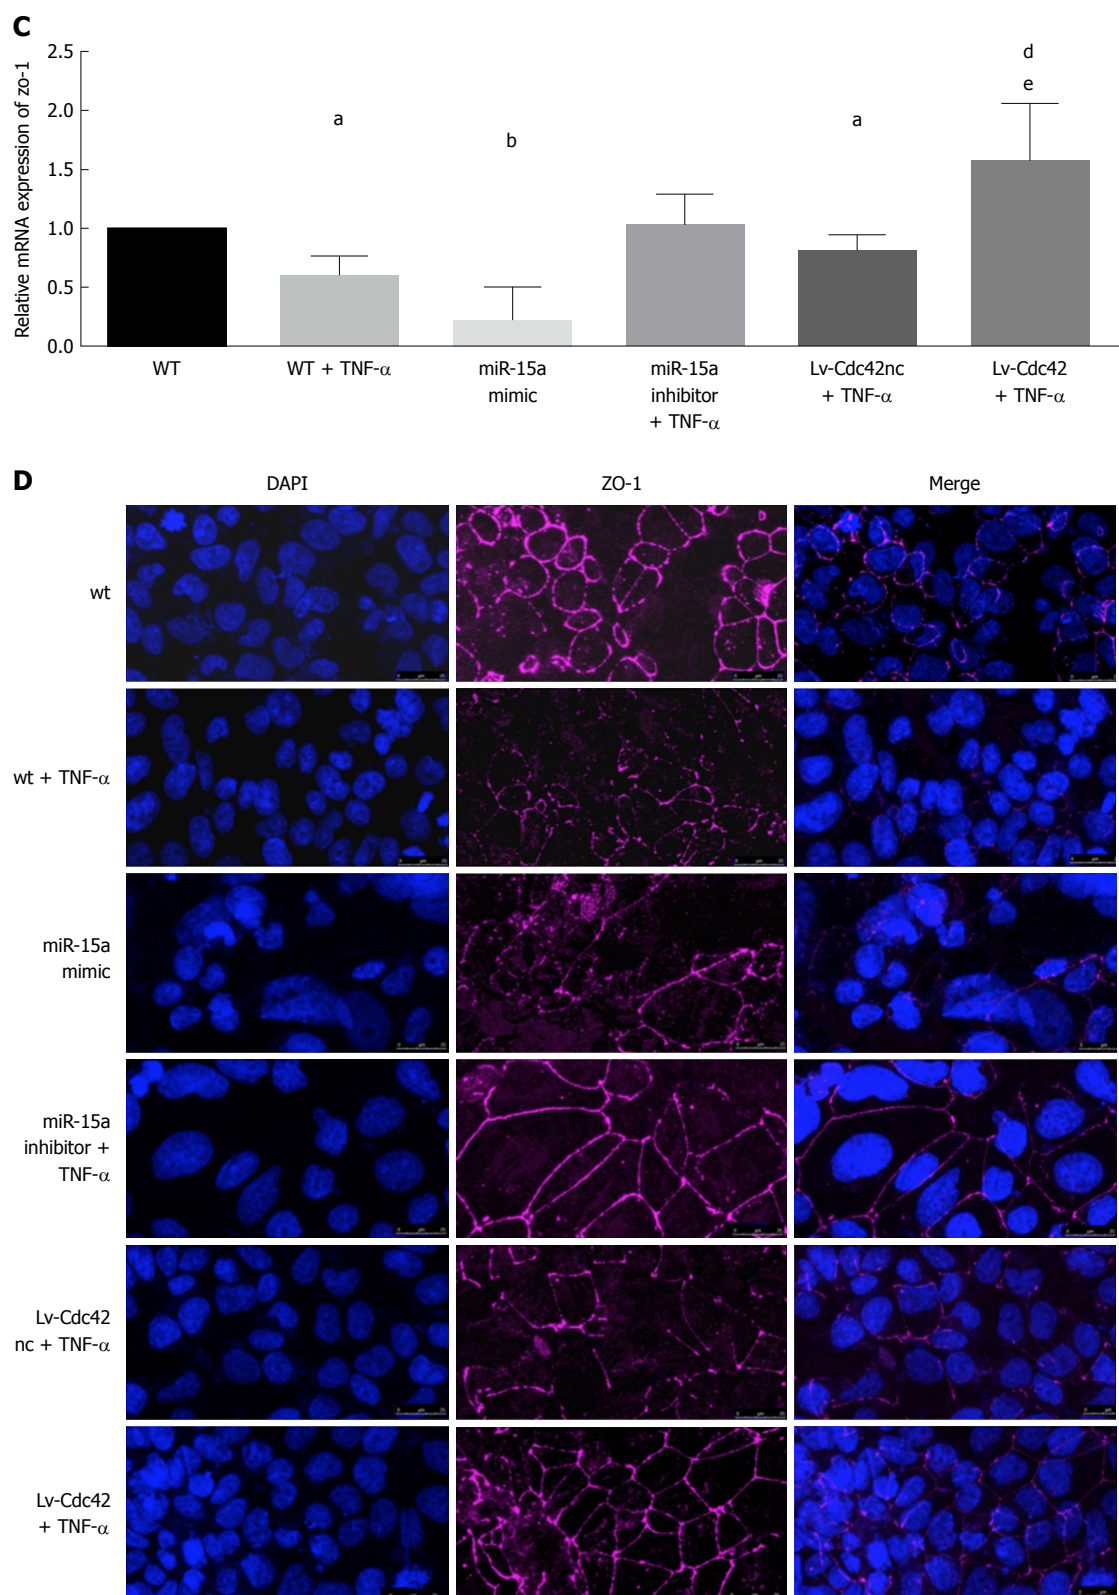 C
Relative mRNA expression of zo-1
2.5
2.0
1.5
1.0
0.5
0.0
a
b
a
d
e
WT
WT + TNF-α
miR-15a
mimic
miR-15a
inhibitor
+ TNF-α
Lv-Cdc42nc
+ TNF-α
Lv-Cdc42
+ TNF-α
D
DAPI
ZO-1
Merge
wt
wt + TNF-α
miR-15a
mimic
miR-15a
inhibitor +
TNF-α
Lv-Cdc42
nc + TNF-α
Lv-Cdc42
+ TNF-α